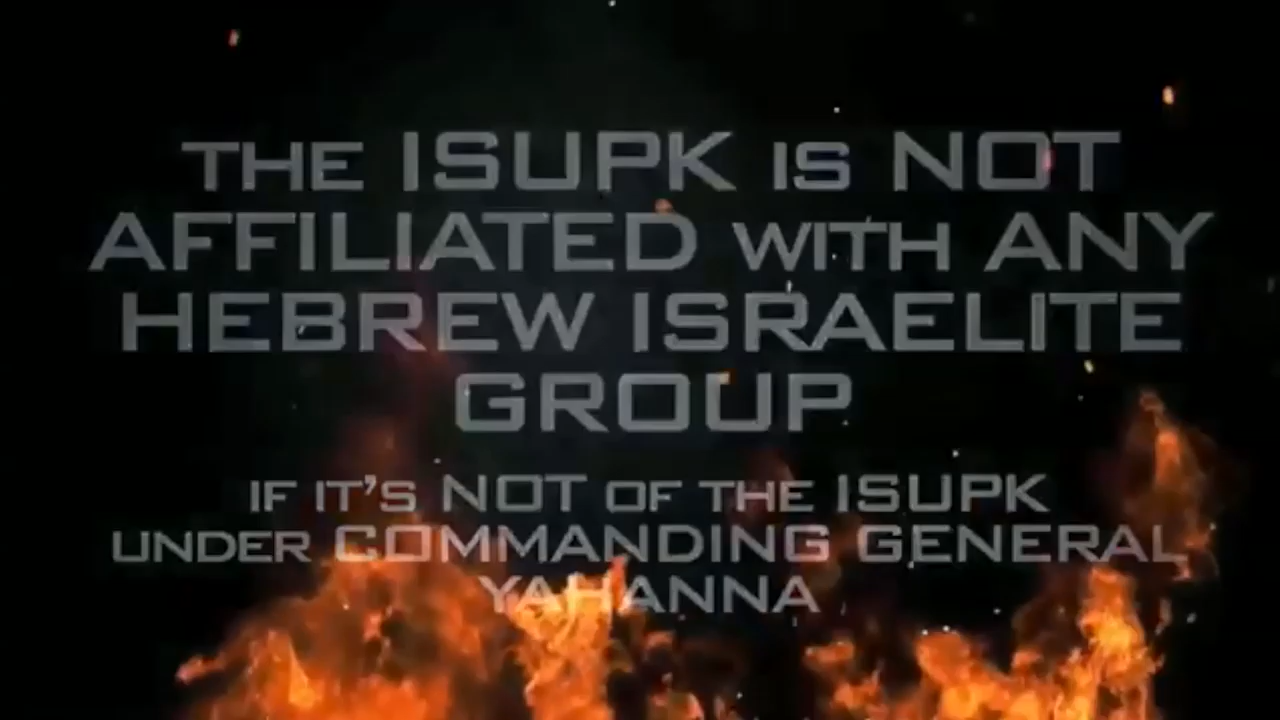 THE ISUPK IS NOT
AFFILIATED WITH ANY
HEBREW ISRAELITE
GROUP
IF IT'S NOT OF THE ISUPK
UNDER COMMANDING GENERAL
YAHANNA